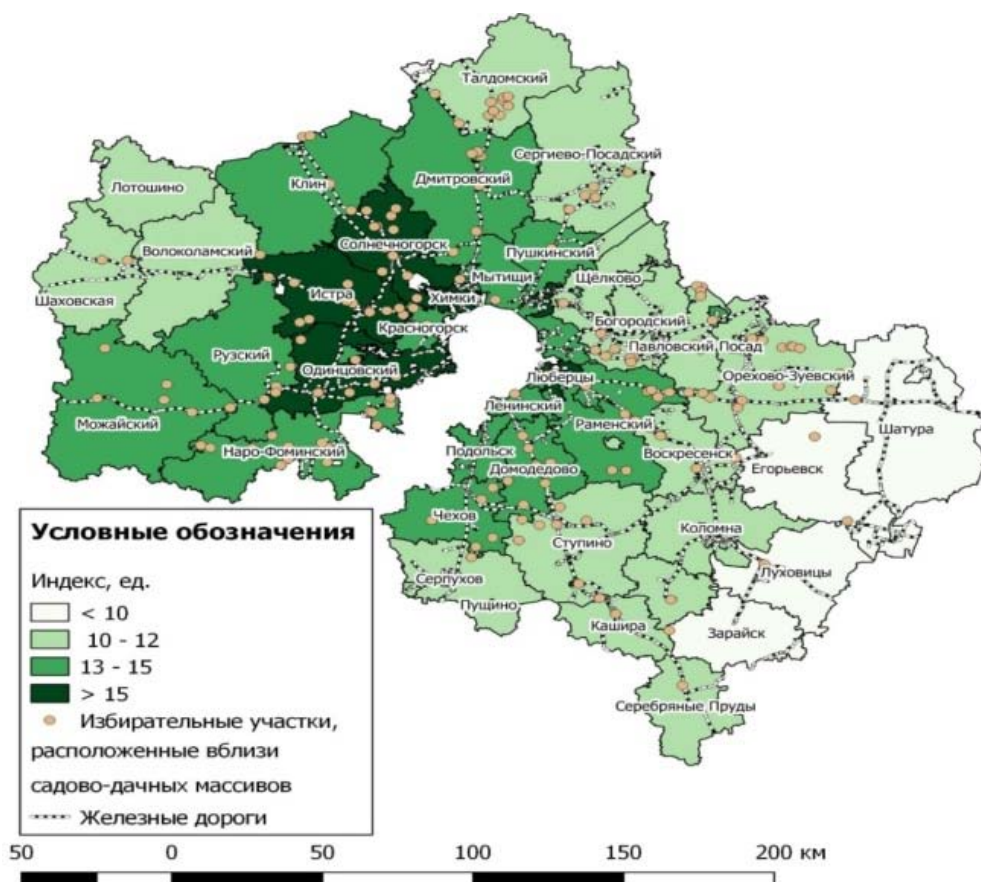 Талдомский
Сергиево-Посадский
Дмитровский
Клин
Лотошино
Солнечногорск
Пушкинский
Волоколамский
Мытищи
Щёлково
Шаховская
Истра
Химки
Богородский
Красногорск
Павловский Посад
Рузский
Одинцовский
Люберцы
Орехово-Зуевский
Ленинский
Можайский
Раменский
Шатура
Наро-Фоминский
Подольск
Воскресенск
Домодедово
Егорьевск
Чехов
Коломна
Ступино
Серпухов
Луховицы
Пущино
Кашира
Зарайск
Серебряные Пруды
Условные обозначения
Индекс, ед.
< 10
10 - 12
13 - 15
> 15
Избирательные участки,
расположенные вблизи
садово-дачных массивов
Железные дороги
50 0 50 100 150 200 км